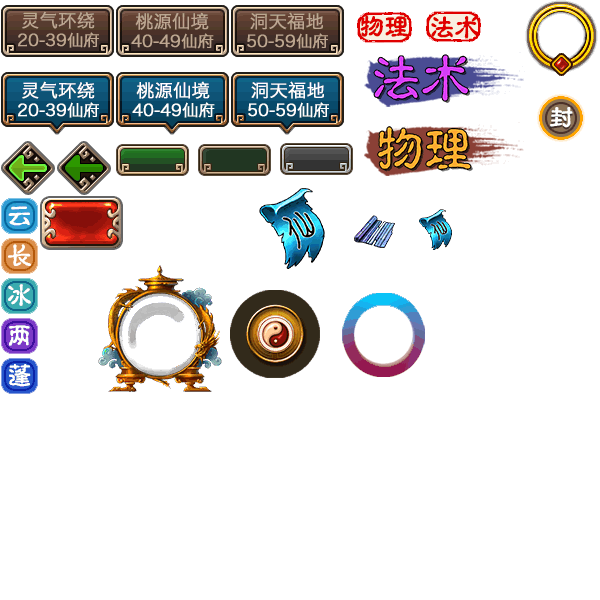 灵气环绕
20-39仙府
桃源仙境
40-49仙府
洞天福地
50-59仙府
物理
法术
法术
灵气环绕
20-39仙府
桃源仙境
40-49仙府
洞天福地
50-59仙府
封
物理
云
长
冰
两
蓬
仙
仙